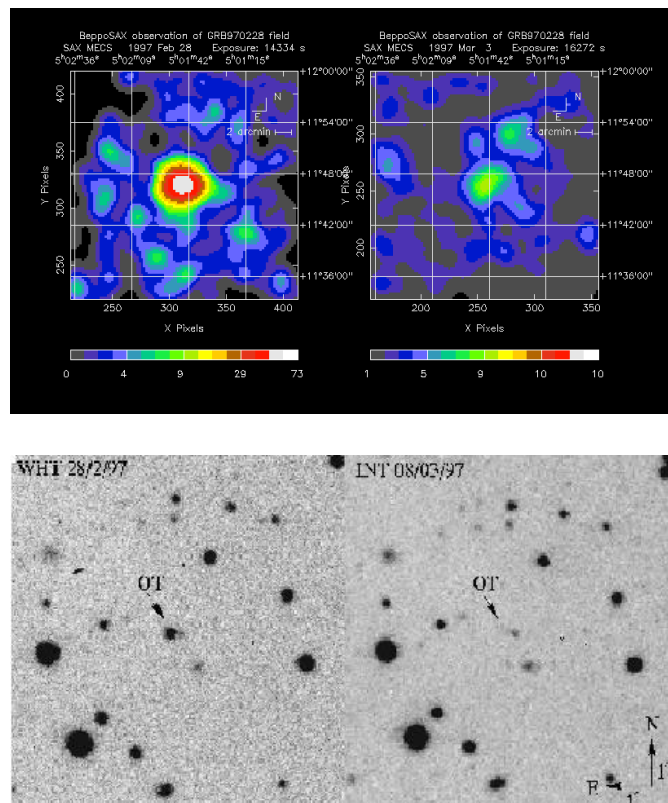 BeppoSAX observation of GRB970228 field
SAX MECS 1997 Feb 28 Exposure: 14334 s
5ʰ02ᵐ36ˢ 5ʰ02ᵐ09ˢ 5ʰ01ᵐ42ˢ 5ʰ01ᵐ15ˢ
+12°00'00"
+11°54'00"
+11°48'00"
+11°42'00"
+11°36'00"
N
E
2 arcmin
400
350
300
250
Y Pixels
250 300 350 400
X Pixels
0 4 9 29 73
BeppoSAX observation of GRB970228 field
SAX MECS 1997 Mar 3 Exposure: 16272 s
5ʰ02ᵐ36ˢ 5ʰ02ᵐ09ˢ 5ʰ01ᵐ42ˢ 5ʰ01ᵐ15ˢ
+12°00'00"
+11°54'00"
+11°48'00"
+11°42'00"
+11°36'00"
N
E
2 arcmin
350
300
250
200
Y Pixels
200 250 300 350
X Pixels
1 5 9 10 10
WHT 28/2/97
OT
INT 08/03/97
OT
N
E